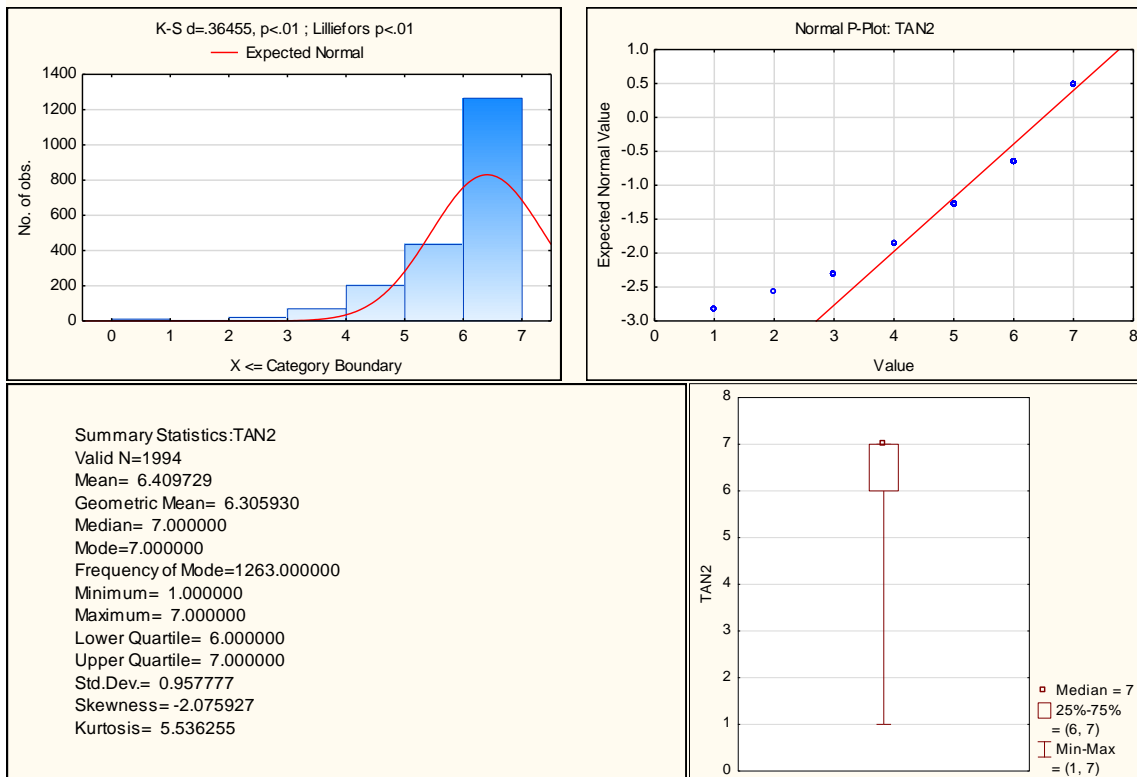 K-S d=.36455, p<.01 ; Lilliefors p<.01
Expected Normal
1400
1200
1000
800
600
400
200
0
No. of obs.
0 1 2 3 4 5 6 7
X <= Category Boundary
Normal P-Plot: TAN2
1.0
0.5
0.0
-0.5
-1.0
-1.5
-2.0
-2.5
-3.0
Expected Normal Value
0 1 2 3 4 5 6 7 8
Value
Summary Statistics:TAN2
Valid N=1994
Mean= 6.409729
Geometric Mean= 6.305930
Median= 7.000000
Mode=7.000000
Frequency of Mode=1263.000000
Minimum= 1.000000
Maximum= 7.000000
Lower Quartile= 6.000000
Upper Quartile= 7.000000
Std.Dev.= 0.957777
Skewness= -2.075927
Kurtosis= 5.536255
8
7
6
5
4
3
2
1
0
TAN2
Median = 7
25%-75%
= (6, 7)
Min-Max
= (1, 7)